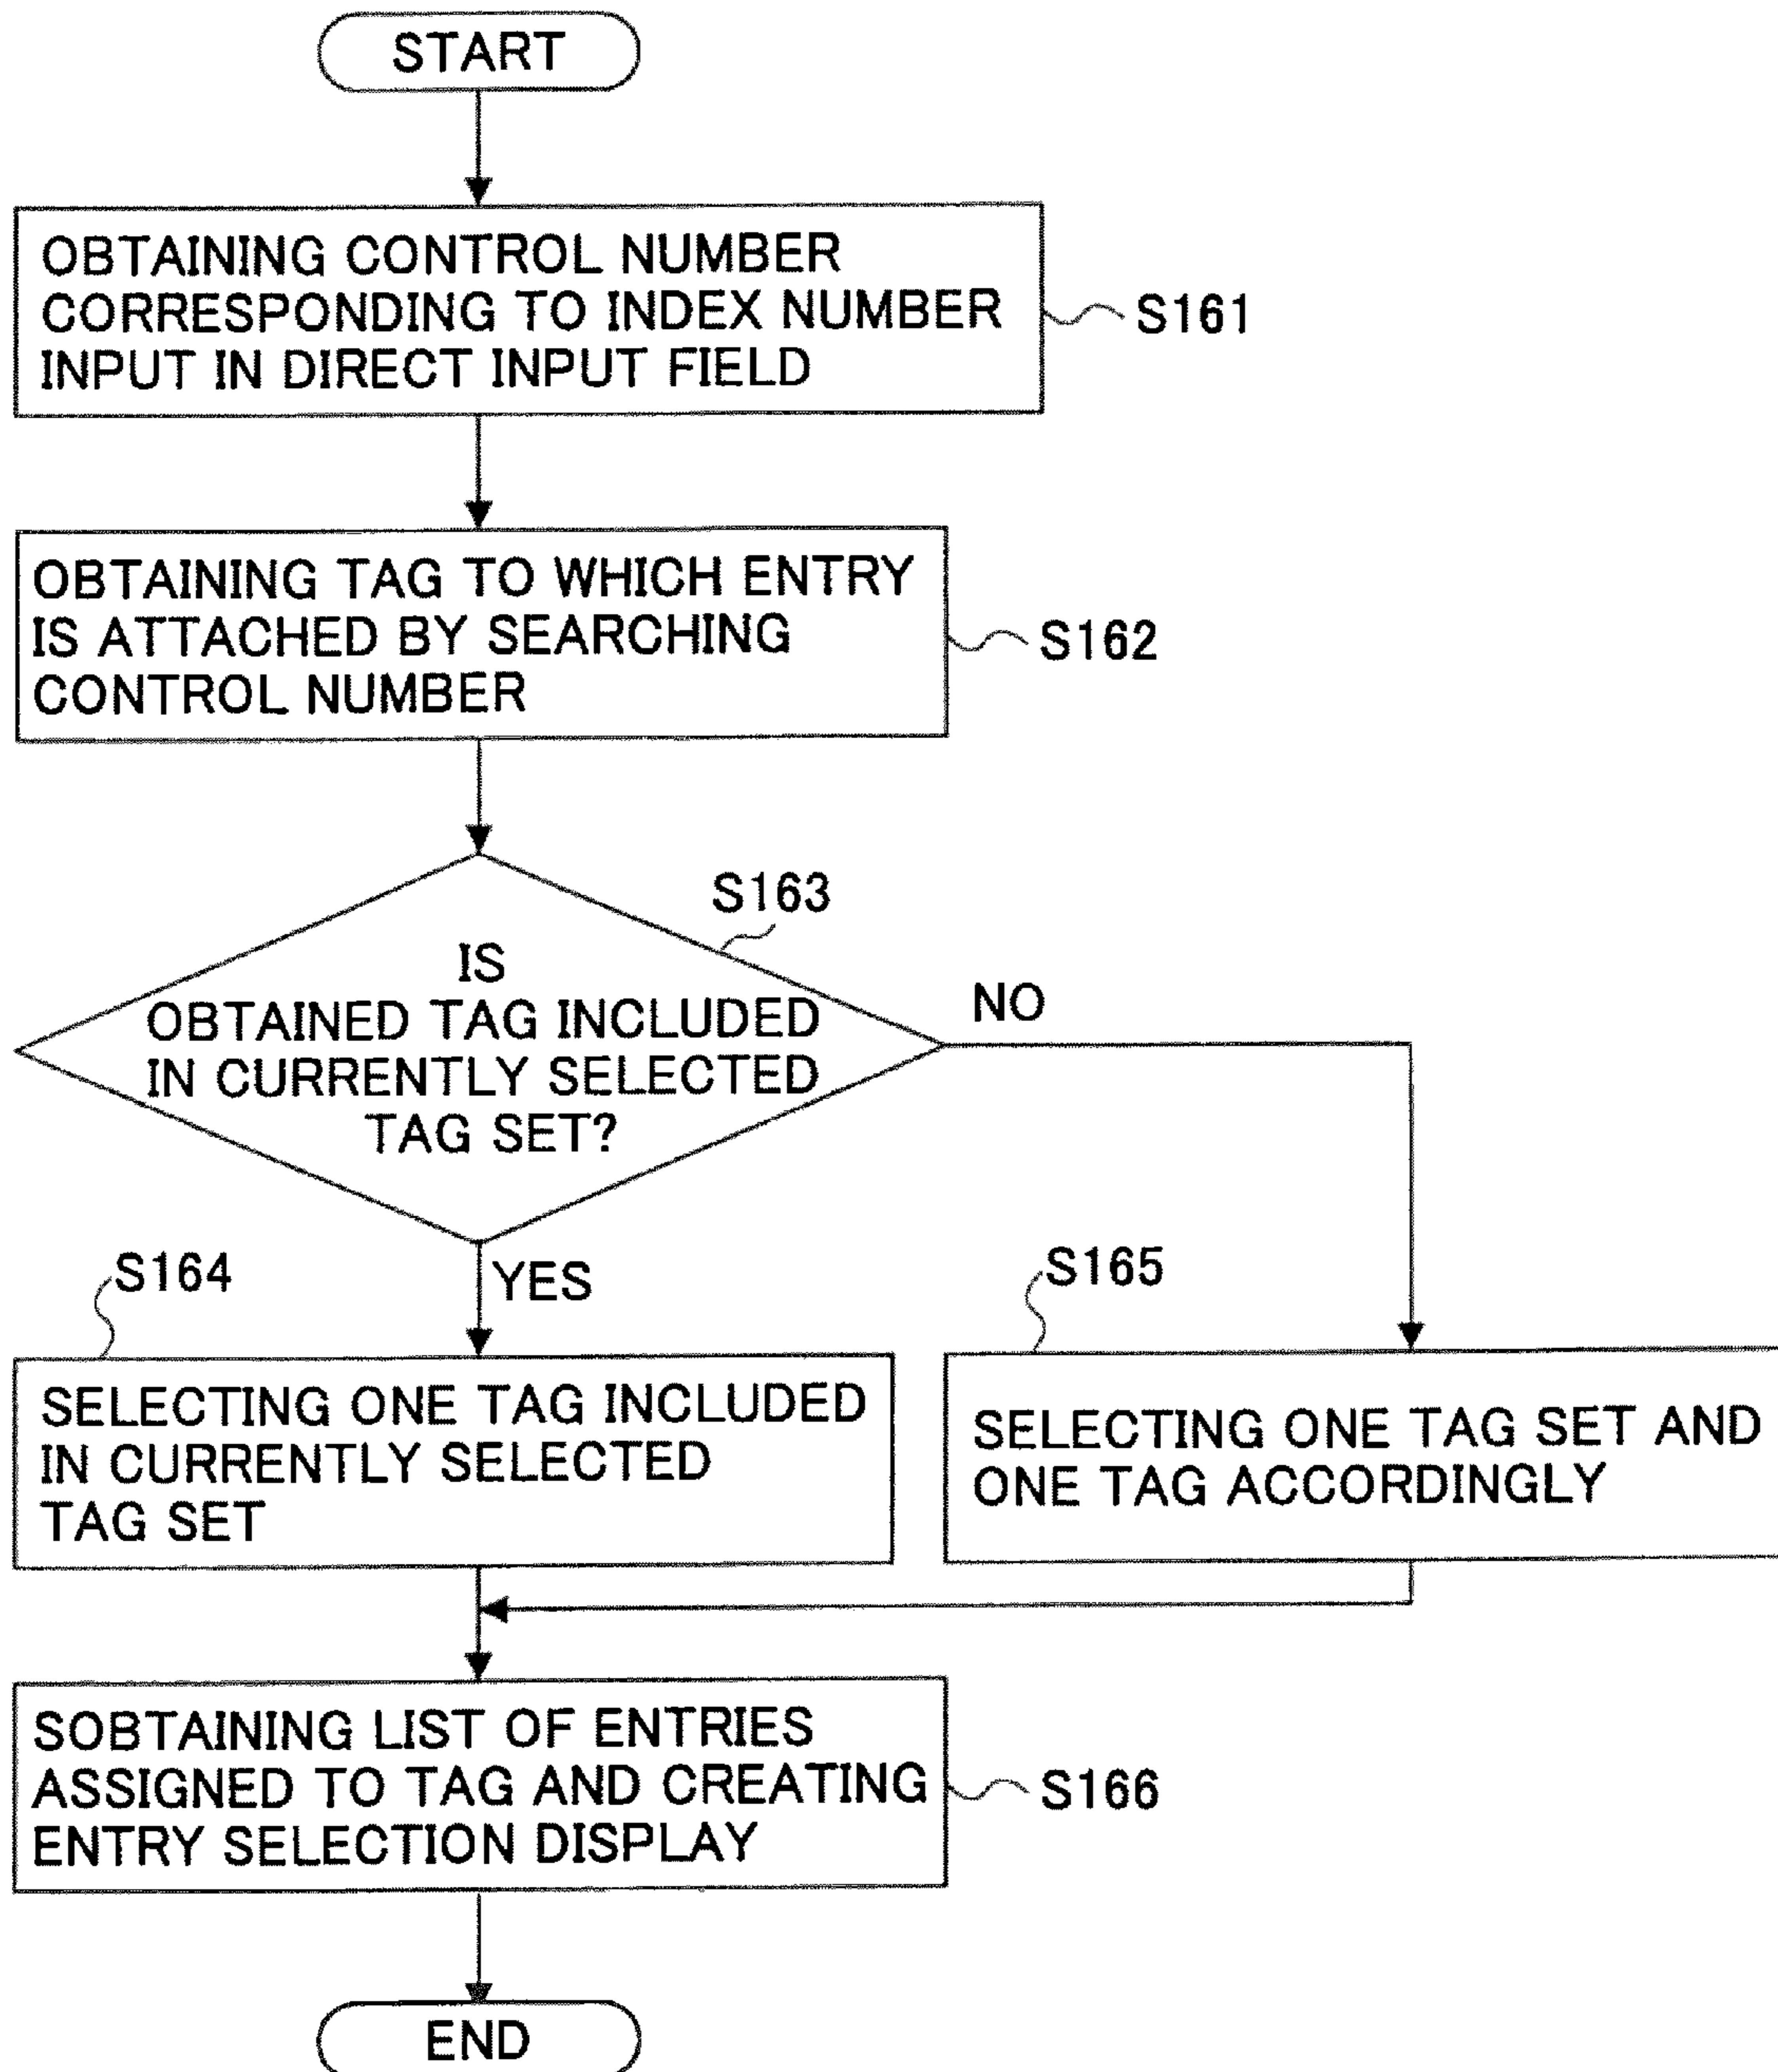 START
OBTAINING CONTROL NUMBER
CORRESPONDING TO INDEX NUMBER
INPUT IN DIRECT INPUT FIELD
S161
OBTAINING TAG TO WHICH ENTRY
IS ATTACHED BY SEARCHING
CONTROL NUMBER
S162
S163
IS
OBTAINED TAG INCLUDED
IN CURRENTLY SELECTED
TAG SET?
NO
YES
S164
SELECTING ONE TAG INCLUDED
IN CURRENTLY SELECTED
TAG SET
S165
SELECTING ONE TAG SET AND
ONE TAG ACCORDINGLY
SOBTAINING LIST OF ENTRIES
ASSIGNED TO TAG AND CREATING
ENTRY SELECTION DISPLAY
S166
END